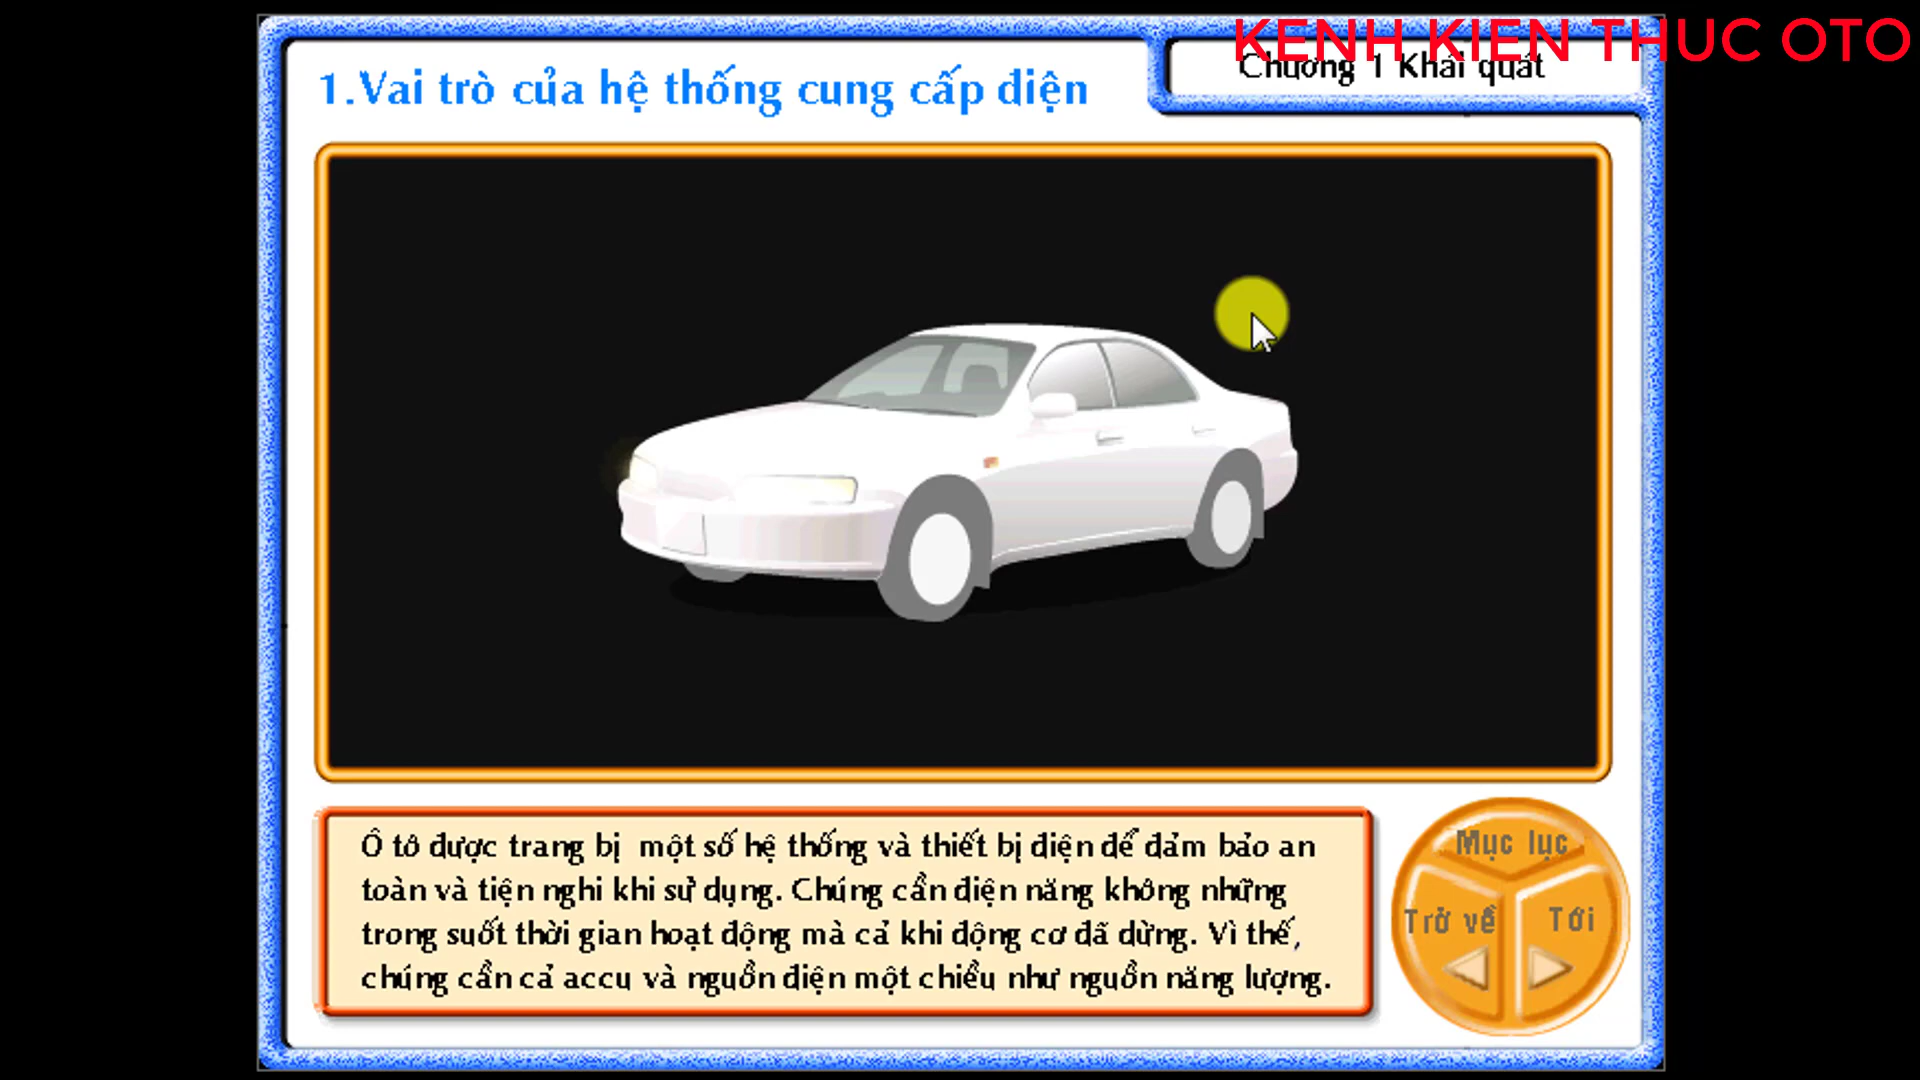 KENH KIEN THUC OTO
Chương 1 Khái quát
1.Vai trò của hệ thống cung cấp điện
Ô tô được trang bị một số hệ thống và thiết bị điện để đảm bảo an
toàn và tiện nghi khi sử dụng. Chúng cần điện năng không những
trong suốt thời gian hoạt động mà cả khi động cơ đã dừng. Vì thế,
chúng cần cả accu và nguồn điện một chiều như nguồn năng lượng.
Mục lục
Trở về
Tới